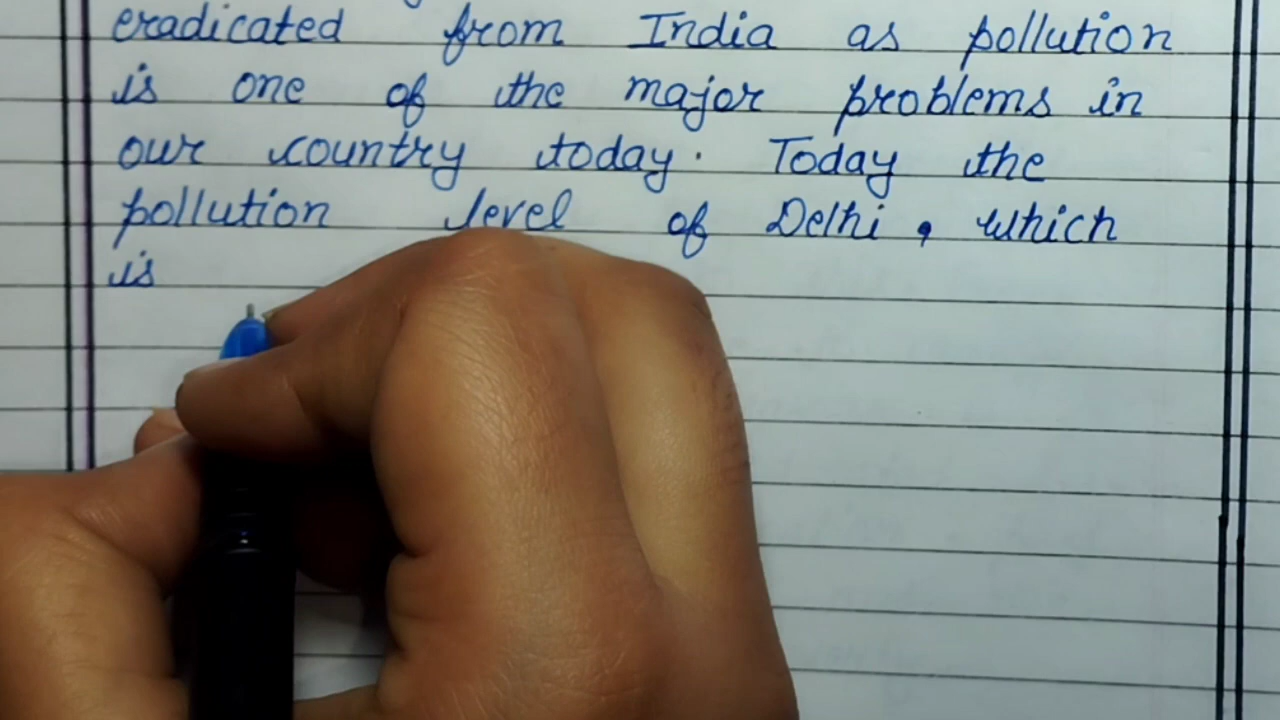 eradicated from India as pollution
is one of the major problems in
our country today. Today the
pollution level of Delhi, which
is